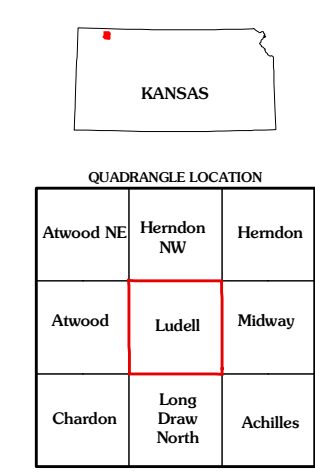 KANSAS
QUADRANGLE LOCATION
Atwood NE
Herndon
NW
Herndon
Atwood
Ludell
Midway
Chardon
Long
Draw
North
Achilles